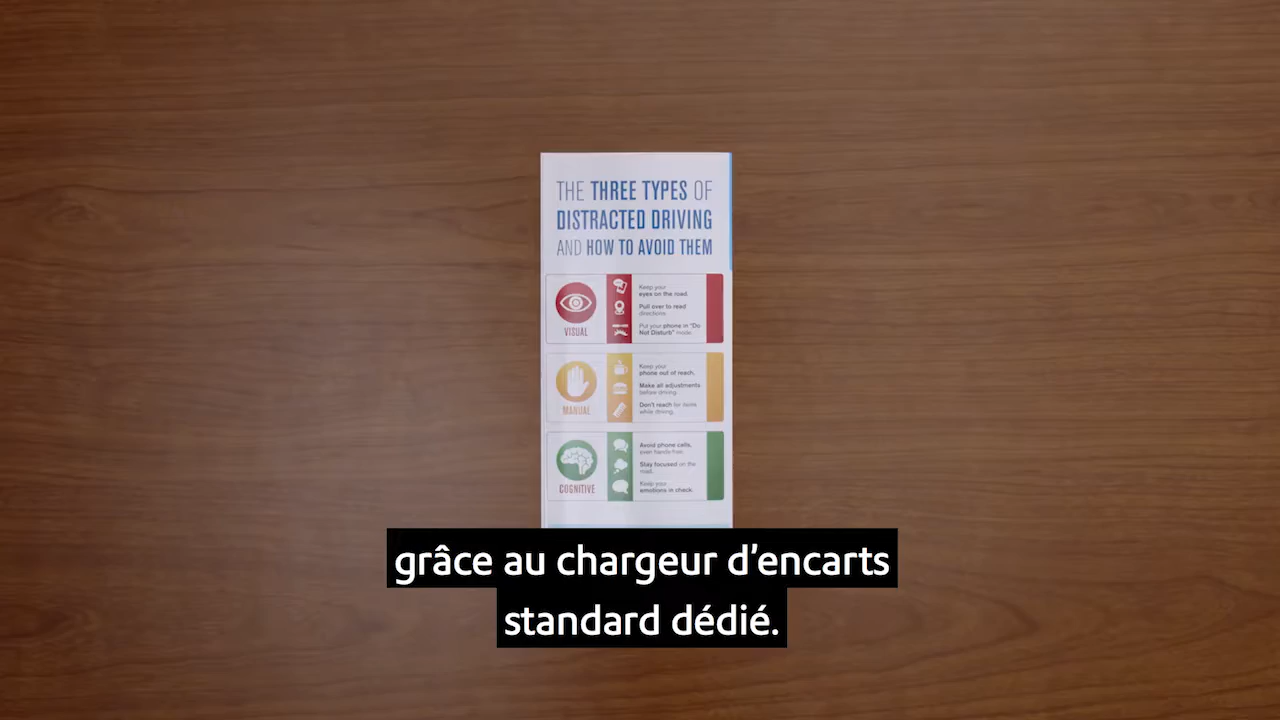 THE THREE TYPES OF
DISTRACTED DRIVING
AND HOW TO AVOID THEM
VISUAL
Keep your
eyes on the road.
Pull over to read
directions.
Put your phone in "Do
Not Disturb" mode.
MANUAL
Keep your
phone out of reach.
Make all adjustments
before driving.
Don't reach for items
while driving.
COGNITIVE
Avoid phone calls,
even hands-free.
Stay focused on the
road.
Keep your
emotions in check.
grâce au chargeur d'encarts
standard dédié.